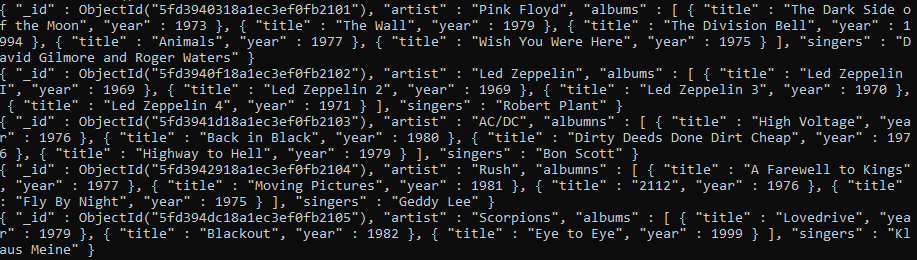 { "_id" : ObjectId("5fd3940318a1ec3ef0fb2101"), "artist" : "Pink Floyd", "albums" : [ { "title" : "The Dark Side o
f the Moon", "year" : 1973 }, { "title" : "The Wall", "year" : 1979 }, { "title" : "The Division Bell", "year" : 1
994 }, { "title" : "Animals", "year" : 1977 }, { "title" : "Wish You Were Here", "year" : 1975 } ], "singers" : "D
avid Gilmore and Roger Waters" }
{ "_id" : ObjectId("5fd3940f18a1ec3ef0fb2102"), "artist" : "Led Zeppelin", "albums" : [ { "title" : "Led Zeppelin
I", "year" : 1969 }, { "title" : "Led Zeppelin 2", "year" : 1969 }, { "title" : "Led Zeppelin 3", "year" : 1970 },
{ "title" : "Led Zeppelin 4", "year" : 1971 } ], "singers" : "Robert Plant" }
{ "_id" : ObjectId("5fd3941d18a1ec3ef0fb2103"), "artist" : "AC/DC", "albumns" : [ { "title" : "High Voltage", "yea
r" : 1976 }, { "title" : "Back in Black", "year" : 1980 }, { "title" : "Dirty Deeds Done Dirt Cheap", "year" : 197
6 }, { "title" : "Highway to Hell", "year" : 1979 } ], "singers" : "Bon Scott" }
{ "_id" : ObjectId("5fd3942918a1ec3ef0fb2104"), "artist" : "Rush", "albumns" : [ { "title" : "A Farewell to Kings"
, "year" : 1977 }, { "title" : "Moving Pictures", "year" : 1981 }, { "title" : "2112", "year" : 1976 }, { "title"
: "Fly By Night", "year" : 1975 } ], "singers" : "Geddy Lee" }
{ "_id" : ObjectId("5fd394dc18a1ec3ef0fb2105"), "artist" : "Scorpions", "albums" : [ { "title" : "Lovedrive", "yea
r" : 1979 }, { "title" : "Blackout", "year" : 1982 }, { "title" : "Eye to Eye", "year" : 1999 } ], "singers" : "Kl
aus Meine" }